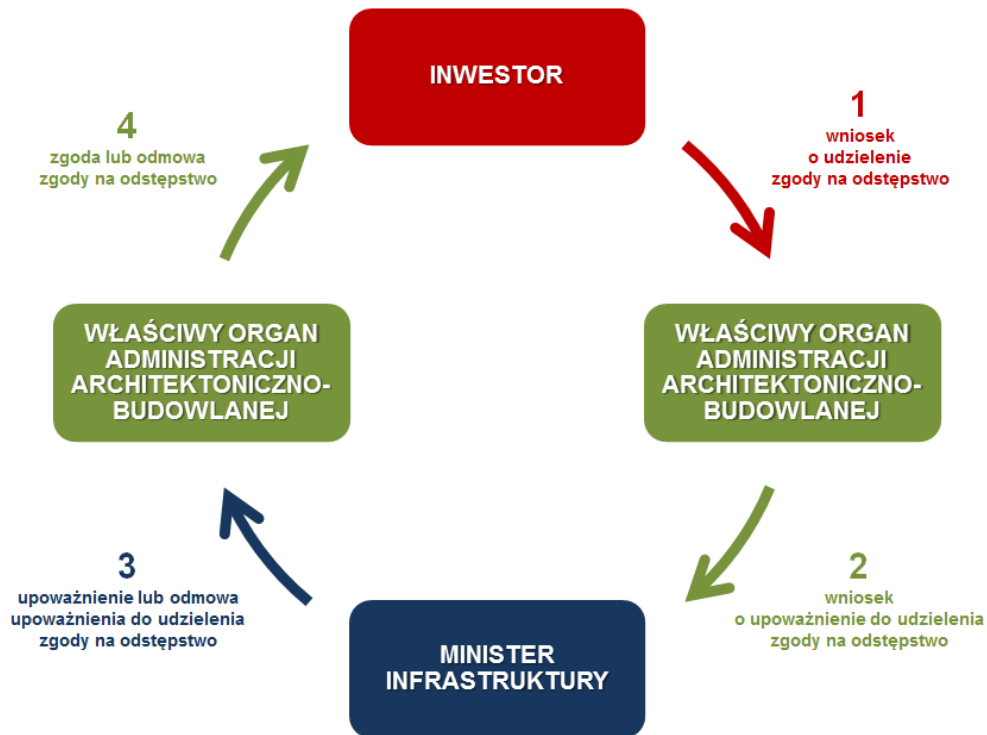 INWESTOR
1
wniosek
o udzielenie
zgody na odstępstwo
WŁAŚCIWY ORGAN
ADMINISTRACJI
ARCHITEKTONICZNO-
BUDOWLANEJ
2
wniosek
o upoważnienie do udzielenia
zgody na odstępstwo
MINISTER
INFRASTRUKTURY
3
upoważnienie lub odmowa
upoważnienia do udzielenia
zgody na odstępstwo
WŁAŚCIWY ORGAN
ADMINISTRACJI
ARCHITEKTONICZNO-
BUDOWLANEJ
4
zgoda lub odmowa
zgody na odstępstwo